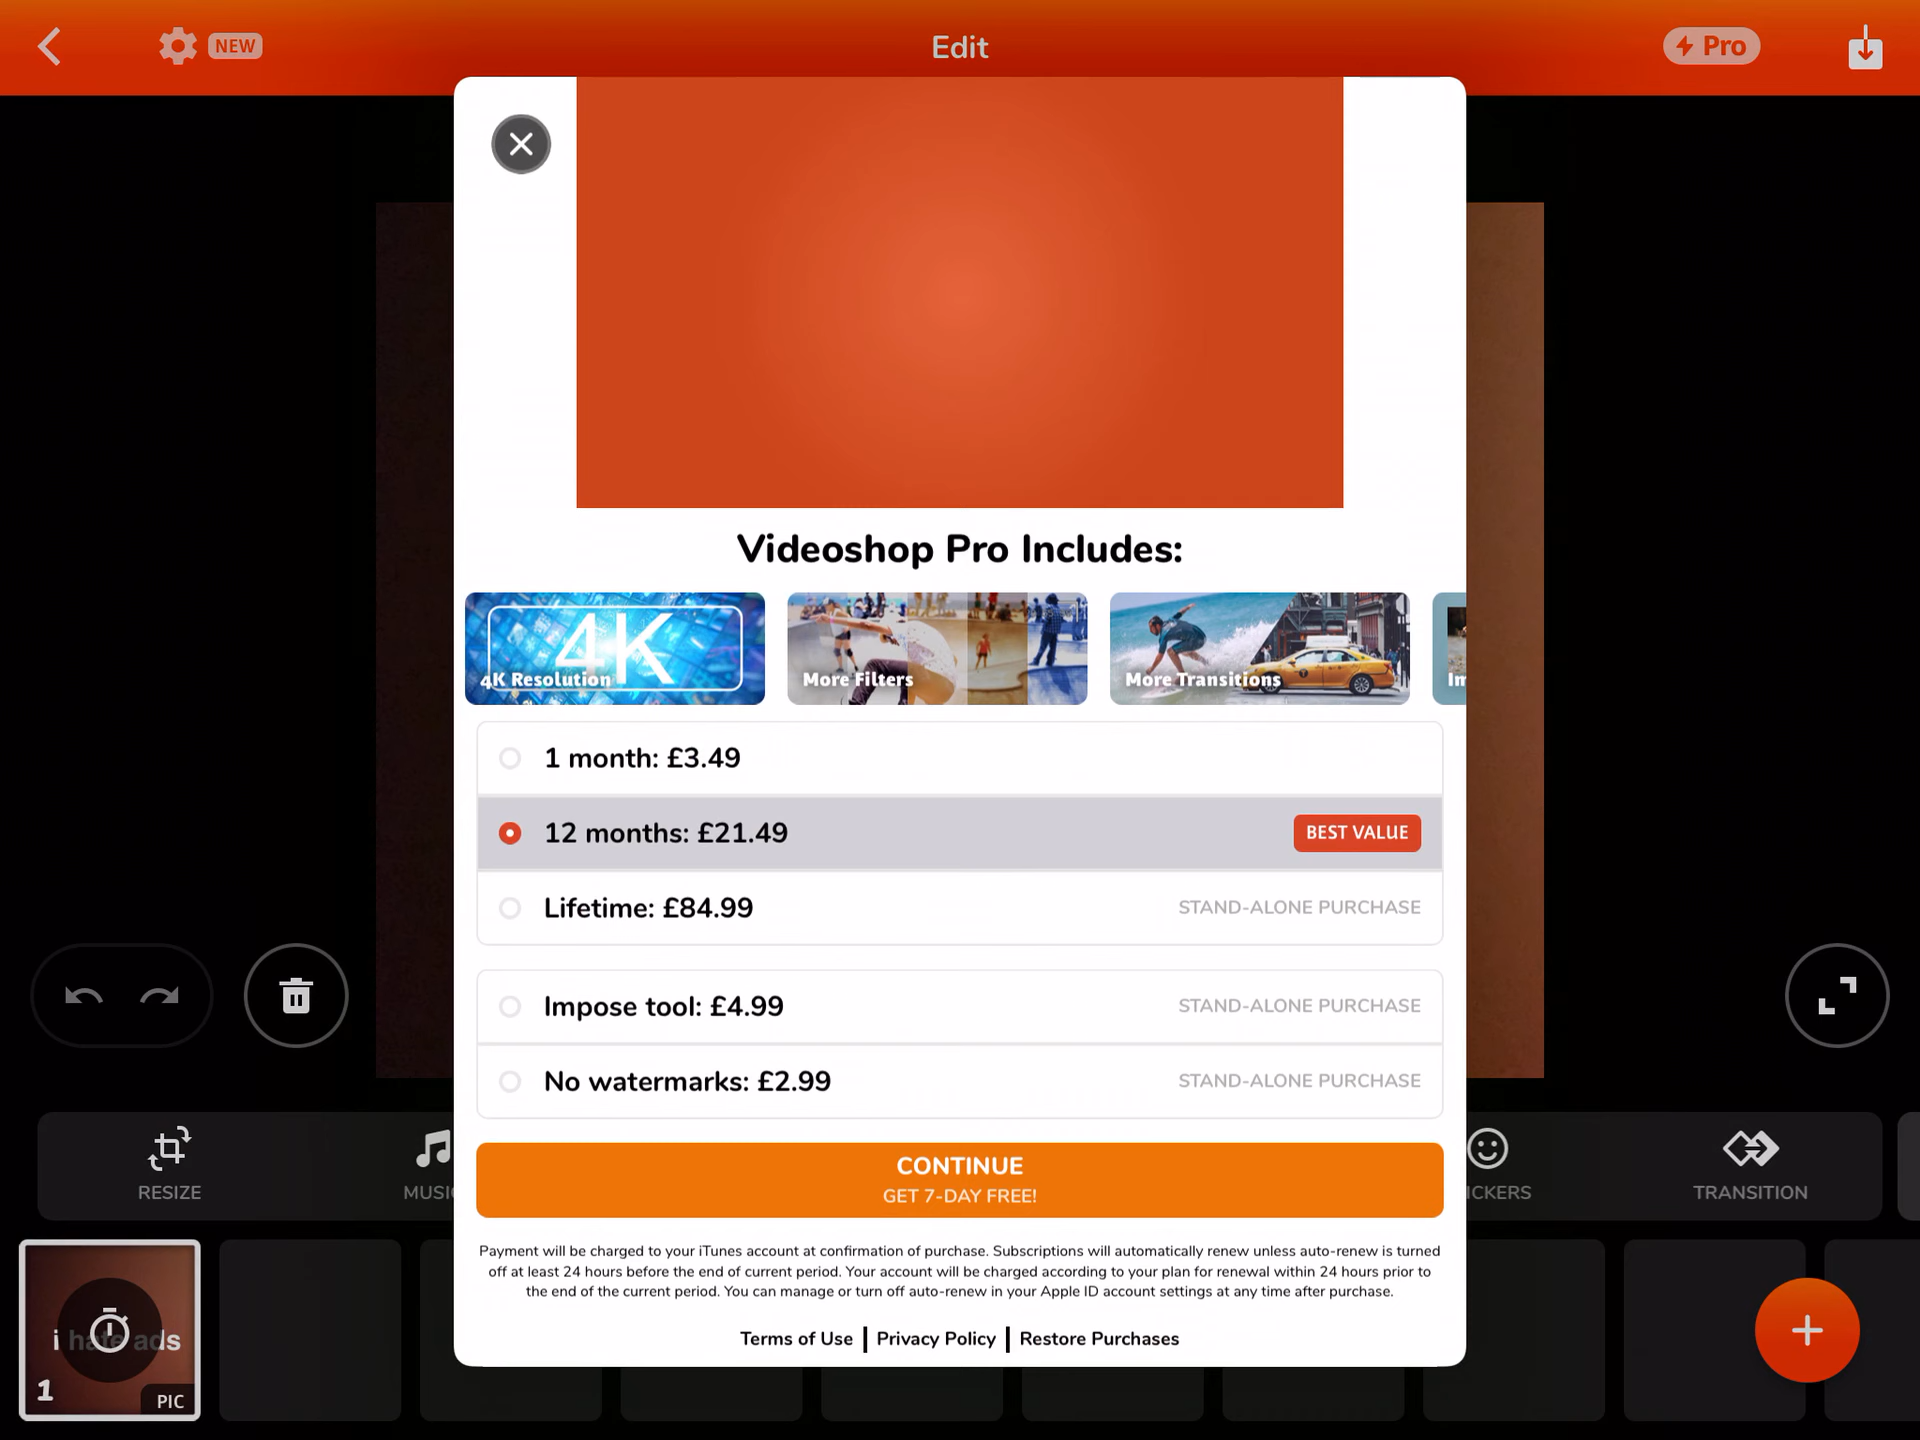 NEW
Edit
Pro
Videoshop Pro Includes:
4K
4K Resolution
More Filters
More Transitions
Im
1 month: £3.49
12 months: £21.49
BEST VALUE
Lifetime: £84.99
STAND-ALONE PURCHASE
Impose tool: £4.99
STAND-ALONE PURCHASE
No watermarks: £2.99
STAND-ALONE PURCHASE
RESIZE
MUSIC
ICKERS
TRANSITION
CONTINUE
GET 7-DAY FREE!
Payment will be charged to your iTunes account at confirmation of purchase. Subscriptions will automatically renew unless auto-renew is turned
off at least 24 hours before the end of current period. Your account will be charged according to your plan for renewal within 24 hours prior to
the end of the current period. You can manage or turn off auto-renew in your Apple ID account settings at any time after purchase.
Terms of Use | Privacy Policy | Restore Purchases
i hate ads
1
PIC